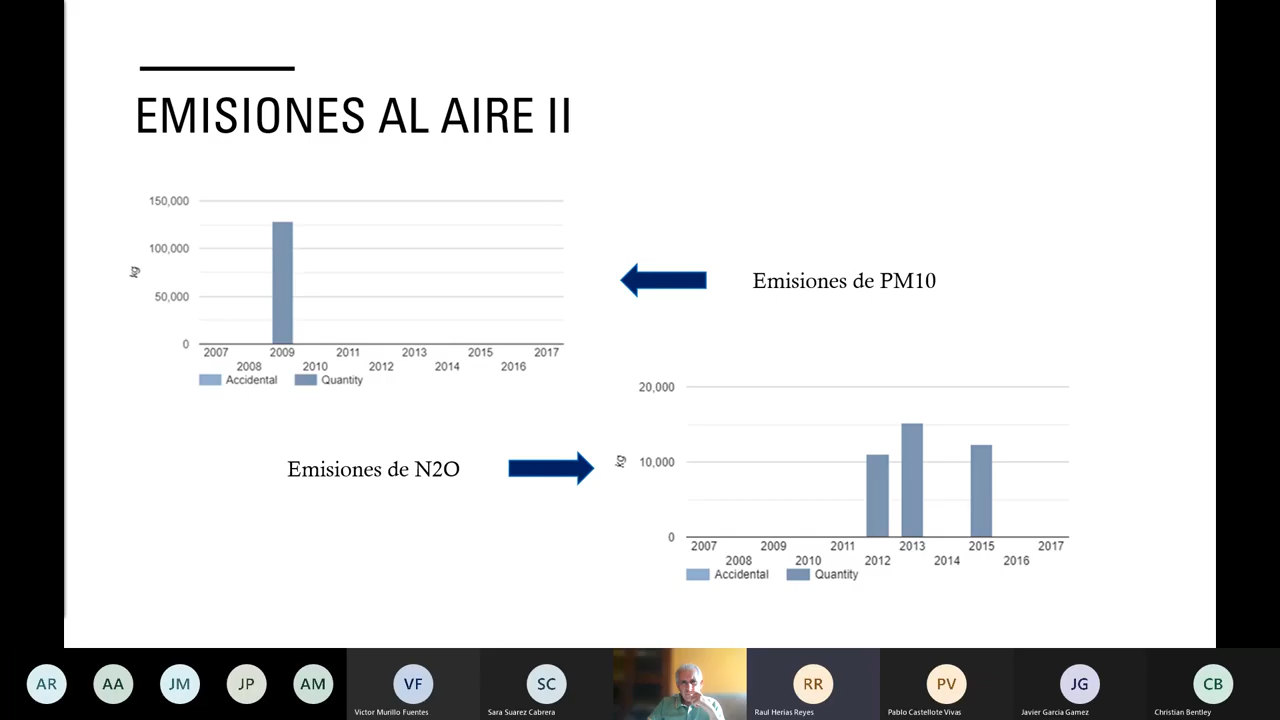 EMISIONES AL AIRE II
150,000
100,000
50,000
0
kg
2007 2009 2011 2013 2015 2017
2008 2010 2012 2014 2016
Accidental Quantity
Emisiones de PM10
Emisiones de N2O
20,000
10,000
0
kg
2007 2009 2011 2013 2015 2017
2008 2010 2012 2014 2016
Accidental Quantity
AR AA JM JP AM VF SC RR PV JG CB
Victor Murillo Fuentes Sara Suarez Cabrera Raul Herias Reyes Pablo Castellote Vivas Javier Garcia Gamez Christian Bentley